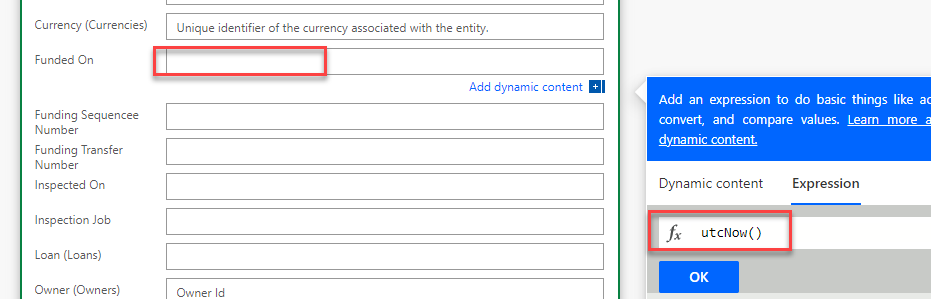 Currency (Currencies)
Unique identifier of the currency associated with the entity.
Funded On
Add dynamic content
Funding Sequencee
Number
Funding Transfer
Number
Inspected On
Inspection Job
Loan (Loans)
Owner (Owners)
Owner Id
Add an expression to do basic things like
convert, and compare values. Learn more
dynamic content.
Dynamic content Expression
fx utcNow()
OK